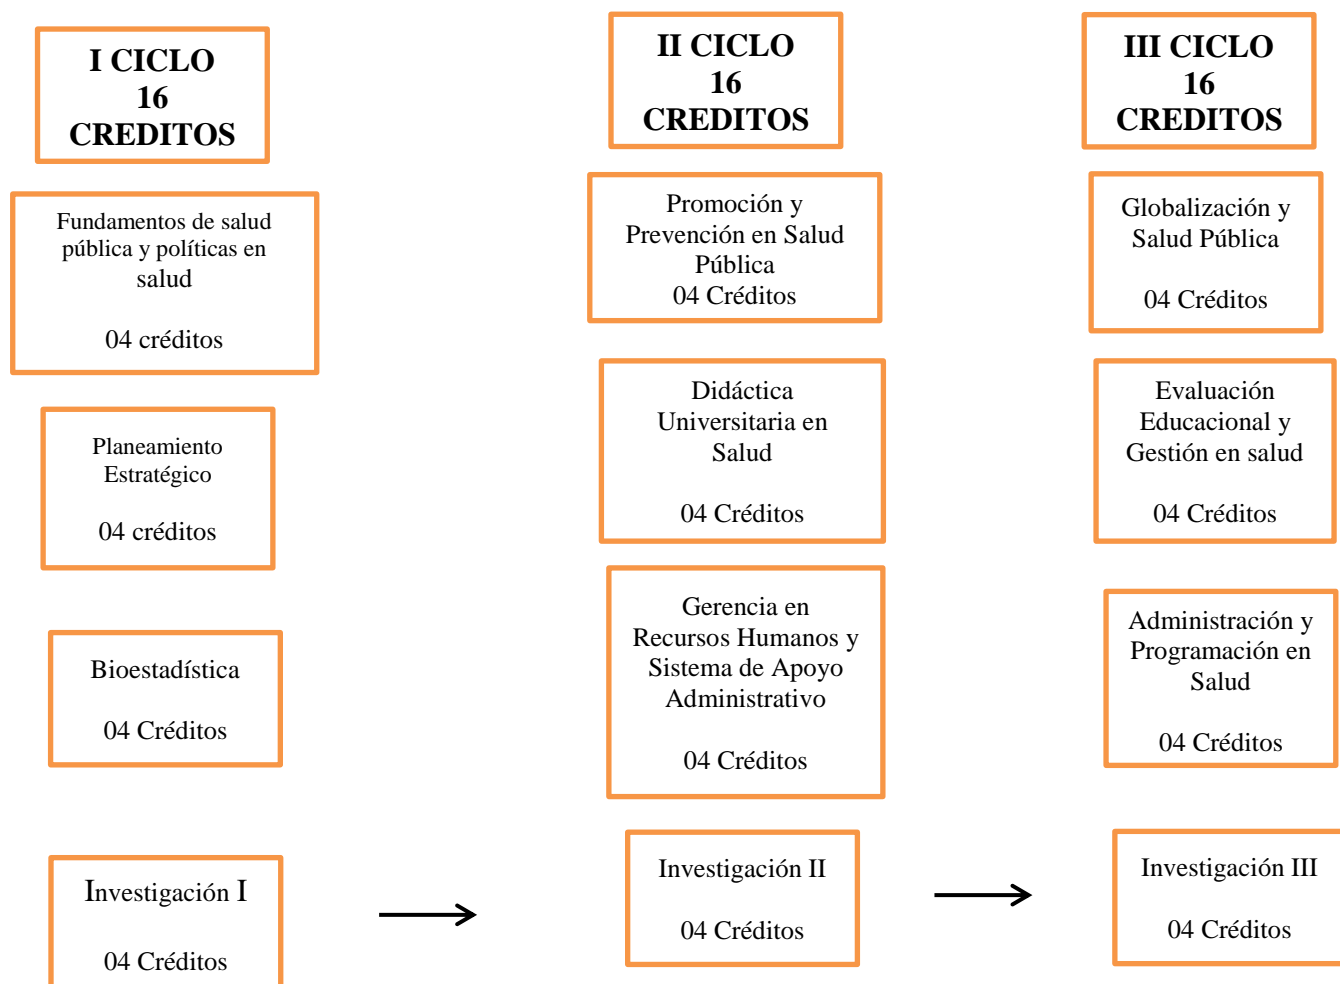 I CICLO
16
CREDITOS
Fundamentos de salud
pública y políticas en
salud
04 créditos
Planeamiento
Estratégico
04 créditos
Bioestadística
04 Créditos
Investigación I
04 Créditos
II CICLO
16
CREDITOS
Promoción y
Prevención en Salud
Pública
04 Créditos
Didáctica
Universitaria en
Salud
04 Créditos
Gerencia en
Recursos Humanos y
Sistema de Apoyo
Administrativo
04 Créditos
Investigación II
04 Créditos
III CICLO
16
CREDITOS
Globalización y
Salud Pública
04 Créditos
Evaluación
Educacional y
Gestión en salud
04 Créditos
Administración y
Programación en
Salud
04 Créditos
Investigación III
04 Créditos